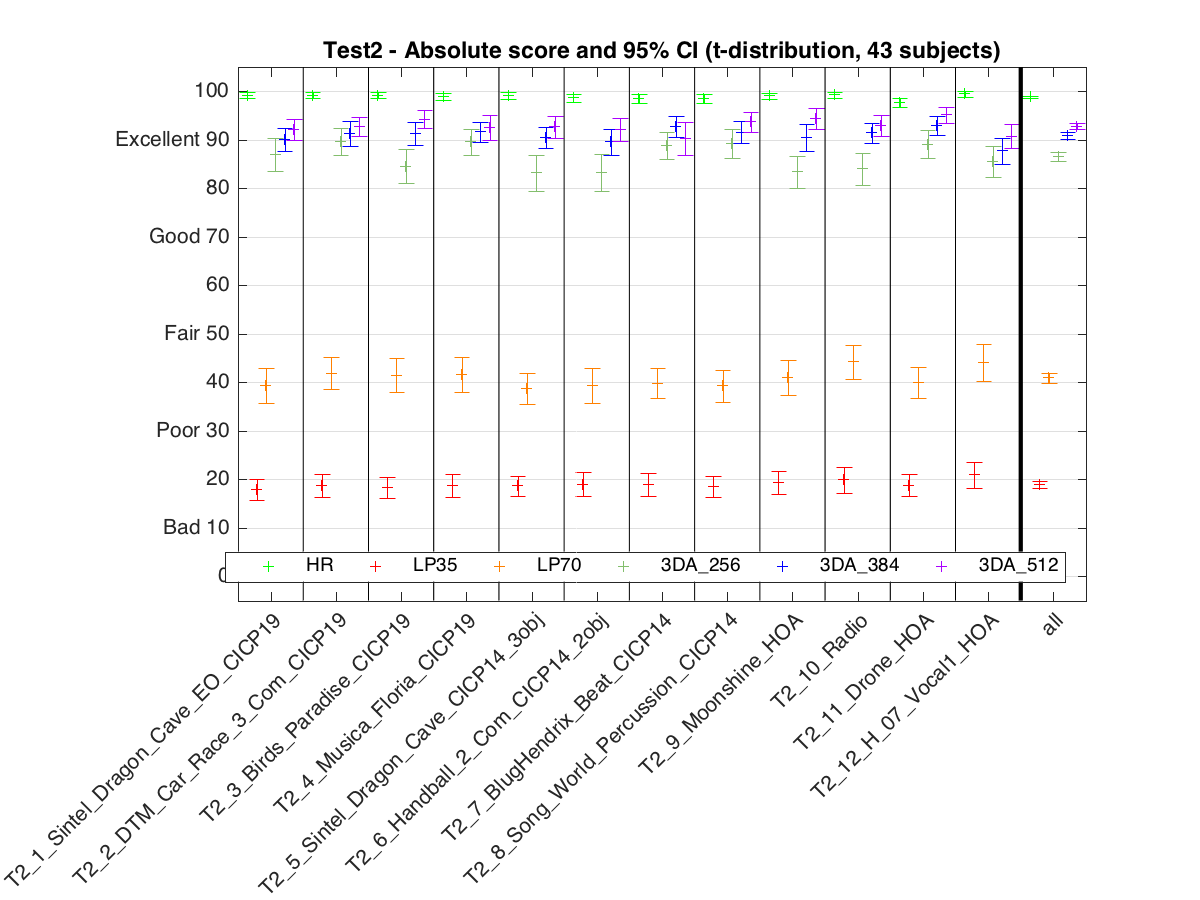 Test2 - Absolute score and 95% CI (t-distribution, 43 subjects)
100
Excellent 90
80
Good 70
60
Fair 50
40
Poor 30
20
Bad 10
0
HR LP35 LP70 3DA_256 3DA_384 3DA_512
T2_1_Sintel_Dragon_Cave_EO_CICP19
T2_2_DTM_Car_Race_3_Com_CICP19
T2_3_Birds_Paradise_CICP19
T2_4_Musica_Floria_CICP19
T2_5_Sintel_Dragon_Cave_CICP14_3obj
T2_6_Handball_2_Com_CICP14_2obj
T2_7_BlugHendrix_Beat_CICP14
T2_8_Song_World_Percussion_CICP14
T2_9_Moonshine_HOA
T2_10_Radio
T2_11_Drone_HOA
T2_12_H_07_Vocal1_HOA
all